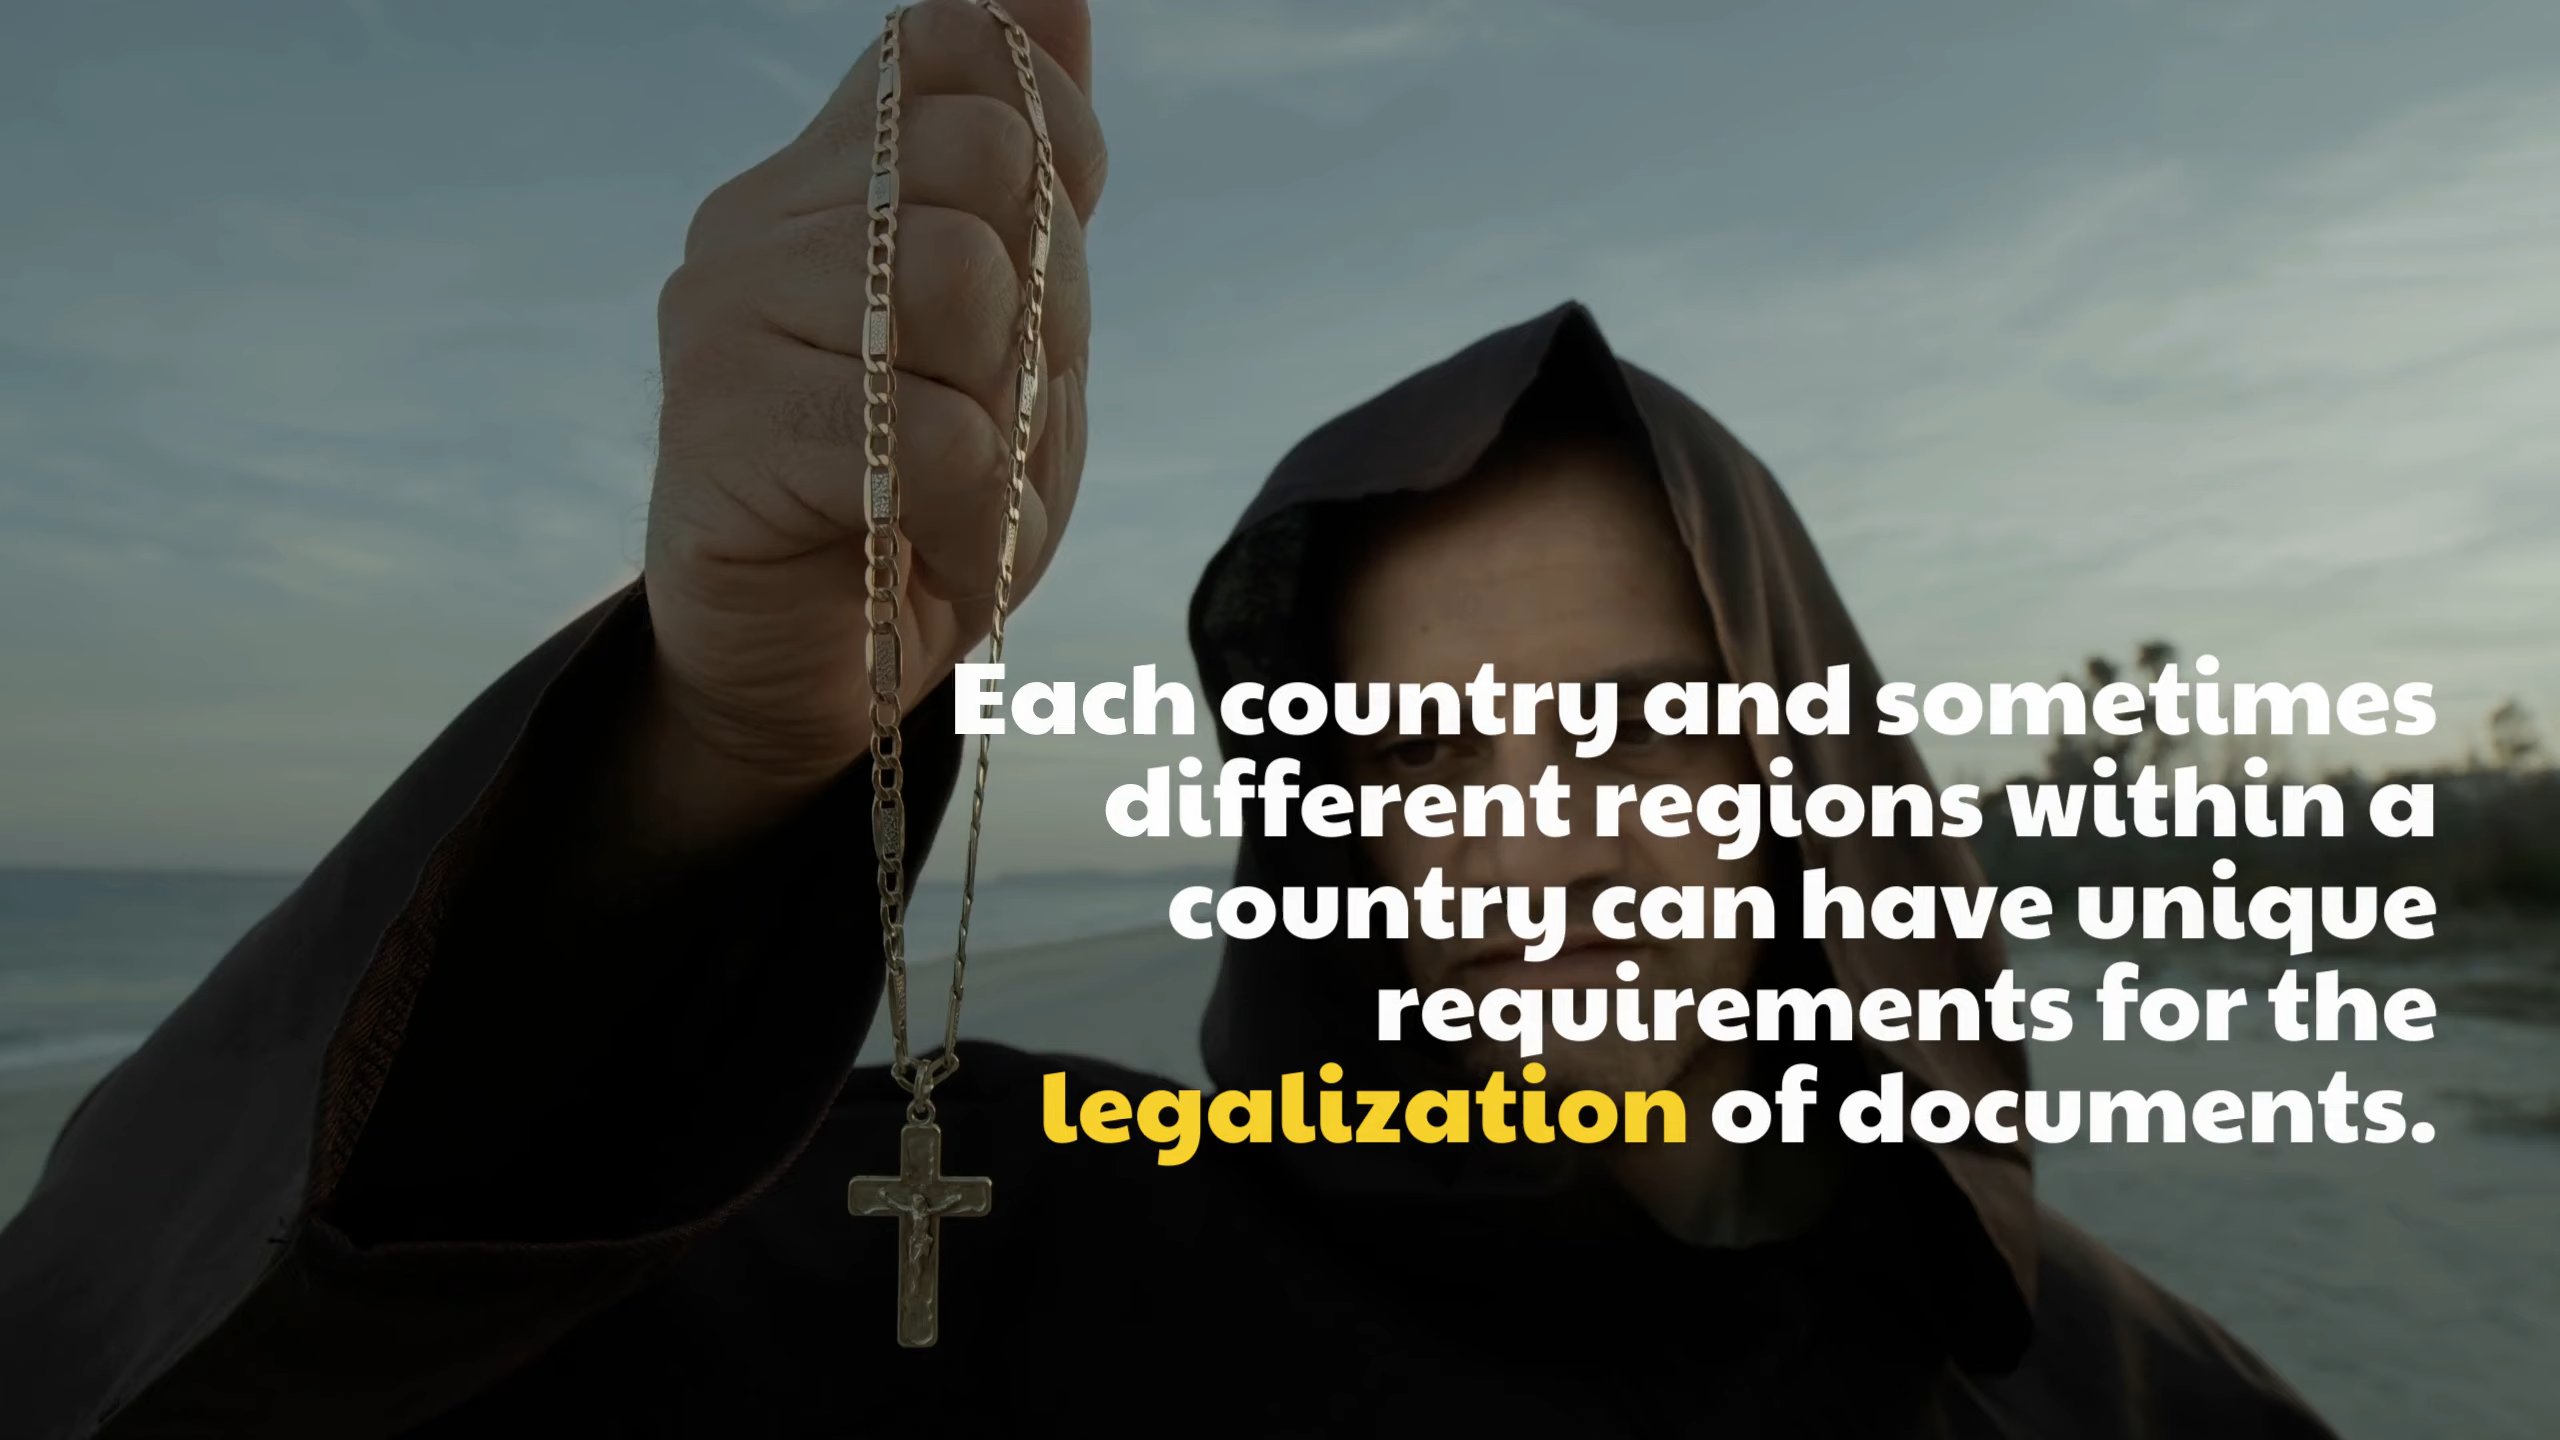 Each country and sometimes
different regions within a
country can have unique
requirements for the
legalization of documents.